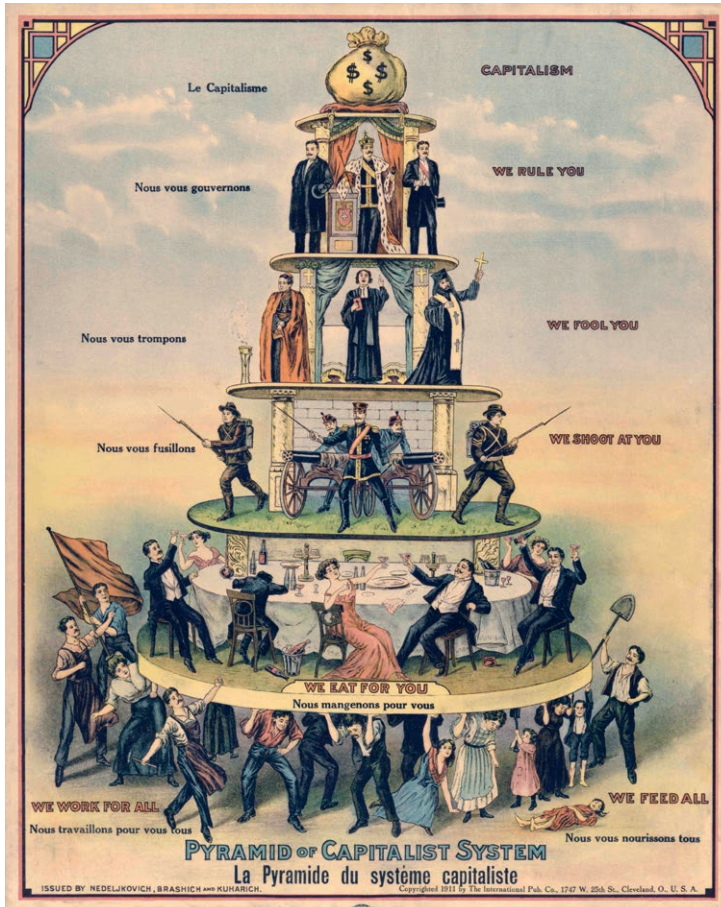 $ $ $ $
Le Capitalisme
CAPITALISM
Nous vous gouvernons
WE RULE YOU
Nous vous trompons
WE FOOL YOU
Nous vous fusillons
WE SHOOT AT YOU
WE EAT FOR YOU
Nous mangenons pour vous
WE WORK FOR ALL
WE FEED ALL
Nous travaillons pour vous tous
Nous vous nourissons tous
PYRAMID OF CAPITALIST SYSTEM
La Pyramide du systéme capitaliste
ISSUED BY NEDELJKOVICH, BRASHICH AND KUHARICH.
Copyrighted 1911 by The International Pub. Co., 1747 W. 25th St., Cleveland, O., U. S. A.